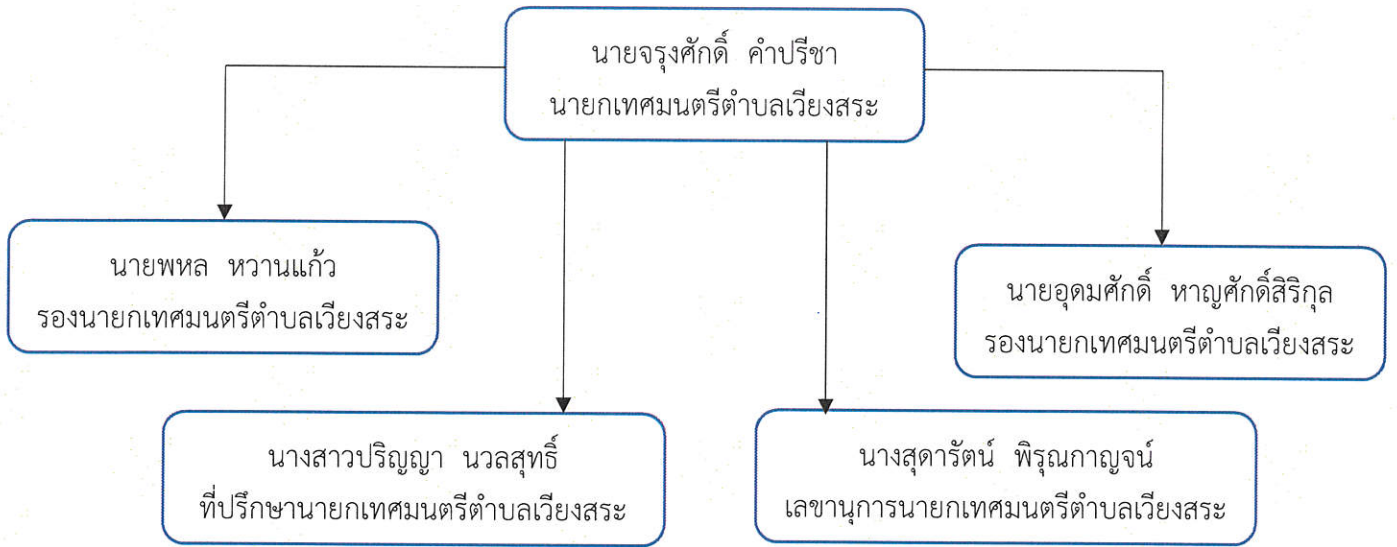 นายจรุงศักดิ์ คำปรีชา
นายกเทศมนตรีตำบลเวียงสระ
นายพหล หวานแก้ว
รองนายกเทศมนตรีตำบลเวียงสระ
นายอุดมศักดิ์ หาญศักดิ์สิริกุล
รองนายกเทศมนตรีตำบลเวียงสระ
นางสาวปริญญา นวลสุทธิ์
ที่ปรึกษานายกเทศมนตรีตำบลเวียงสระ
นางสุดารัตน์ พิรุณกาญจน์
เลขานุการนายกเทศมนตรีตำบลเวียงสระ